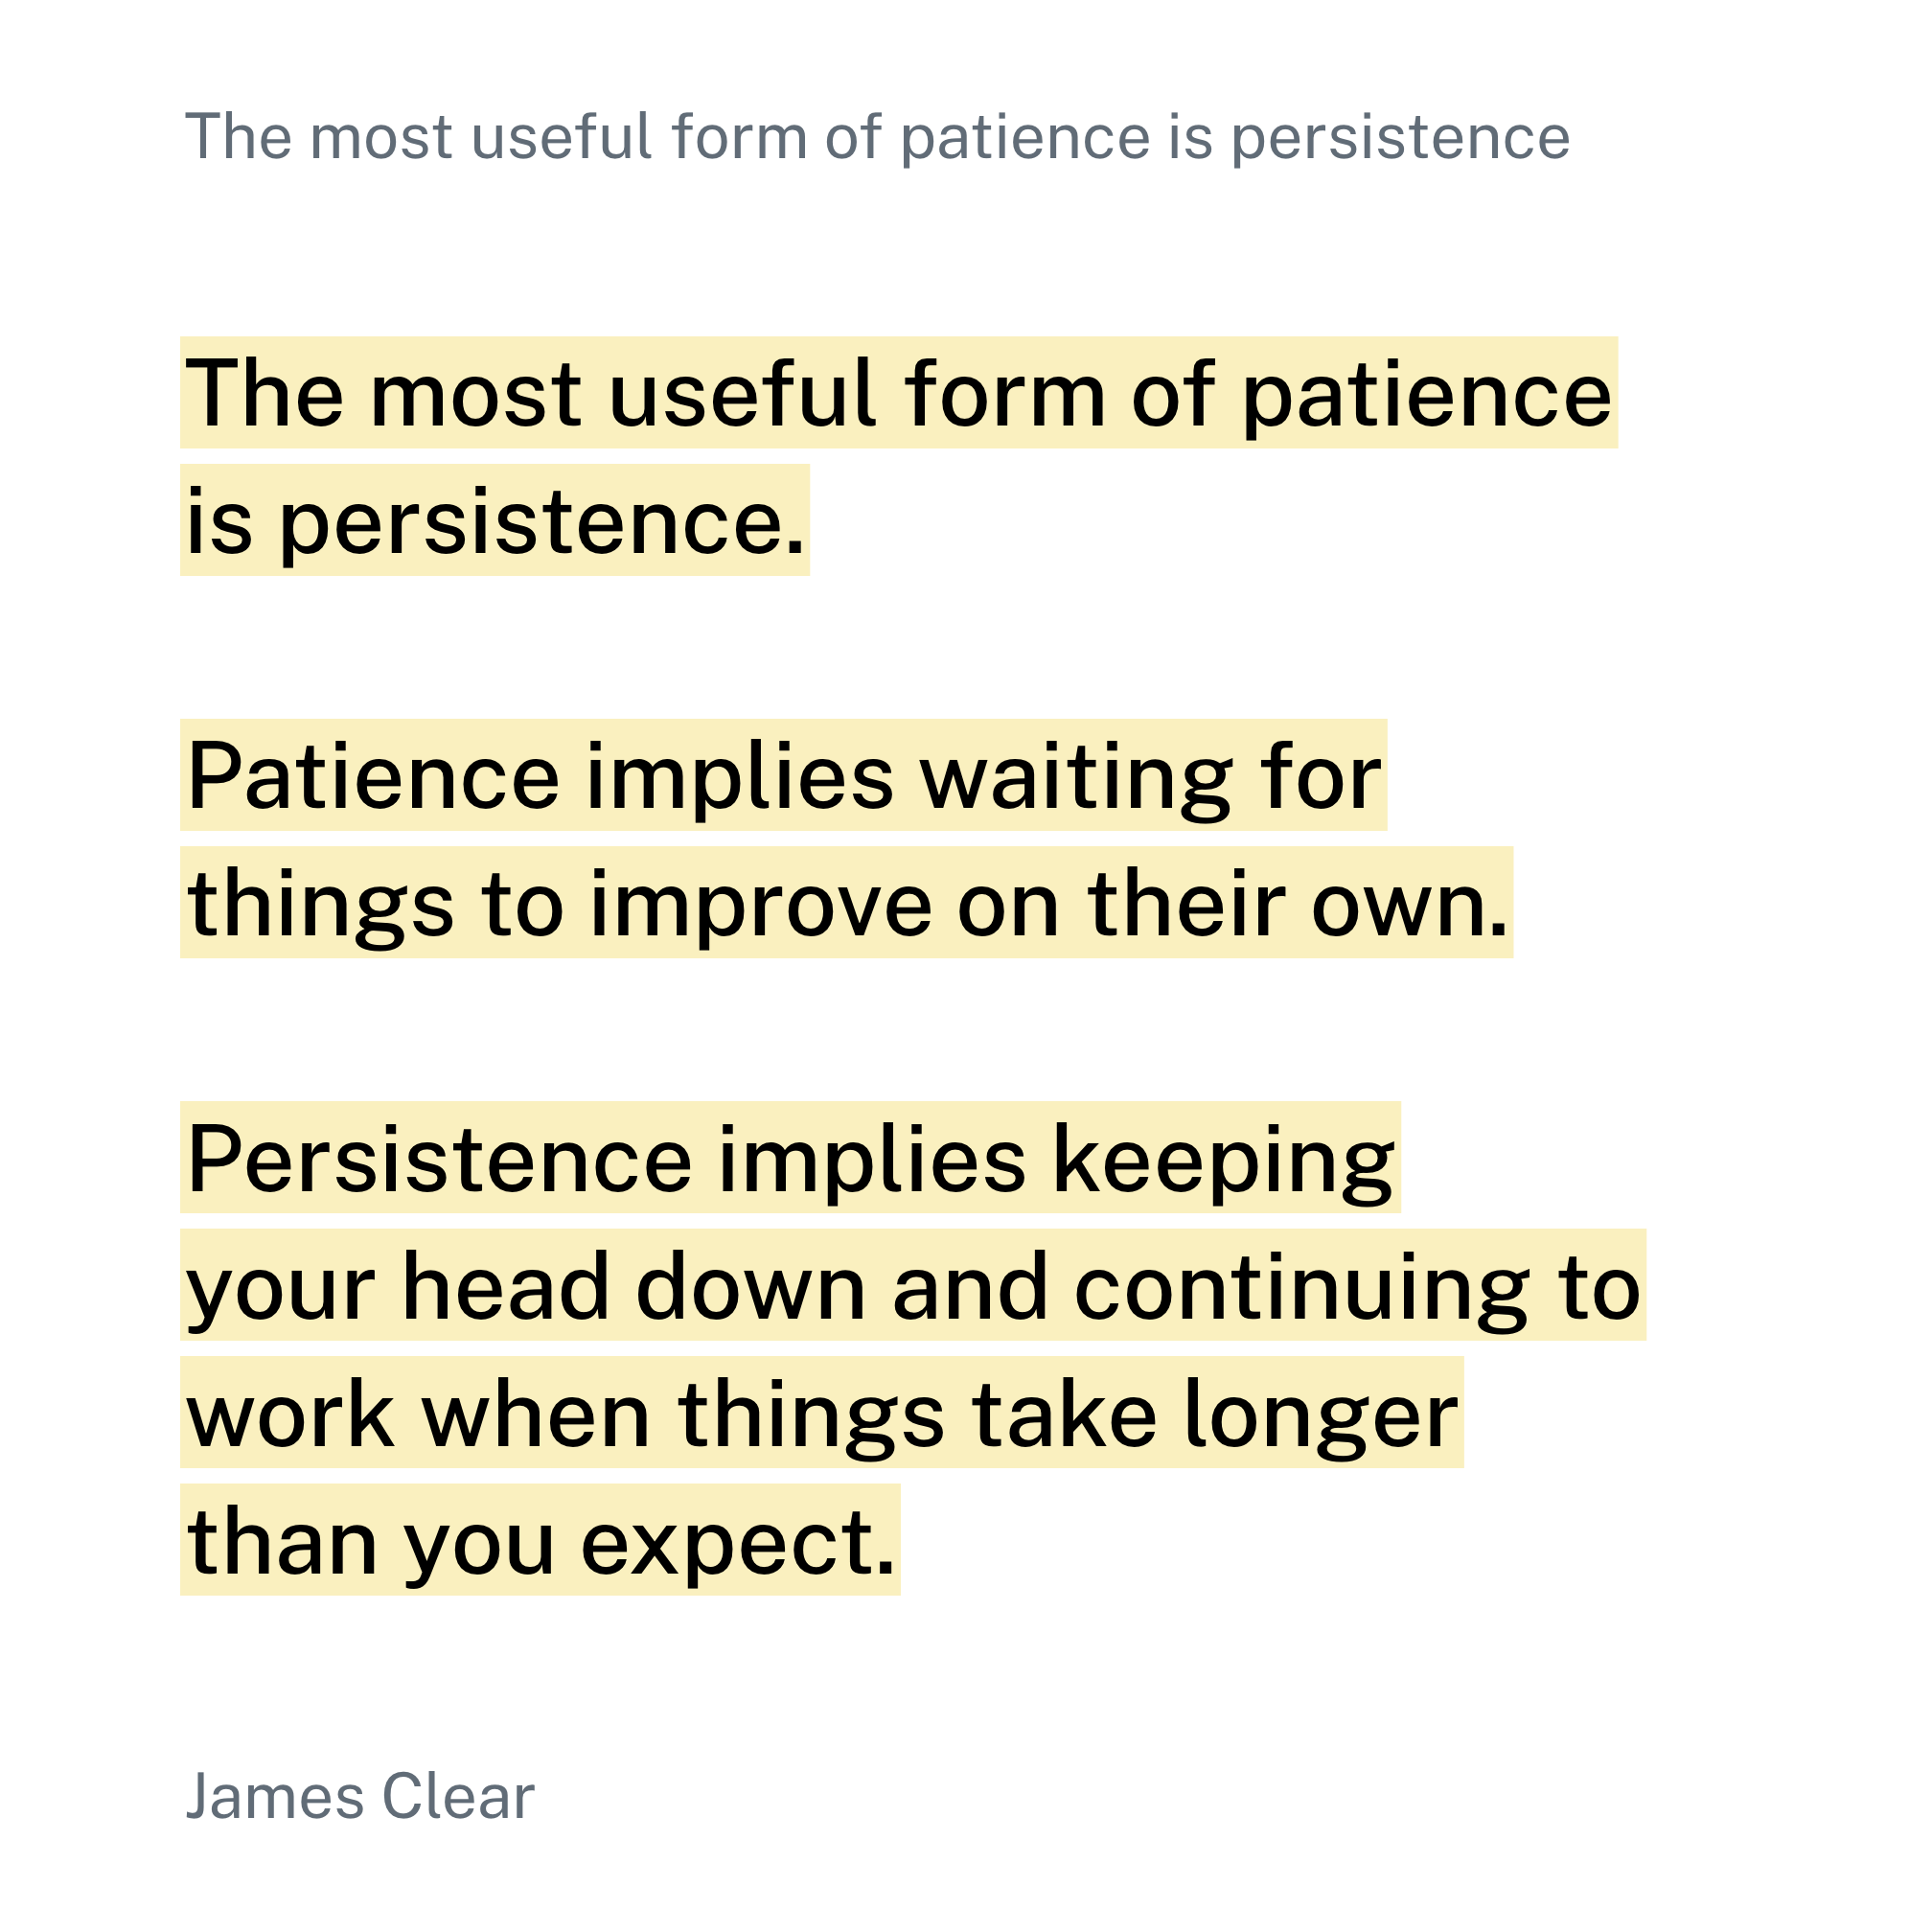 The most useful form of patience is persistence
The most useful form of patience
is persistence.
Patience implies waiting for
things to improve on their own.
Persistence implies keeping
your head down and continuing to
work when things take longer
than you expect.
James Clear